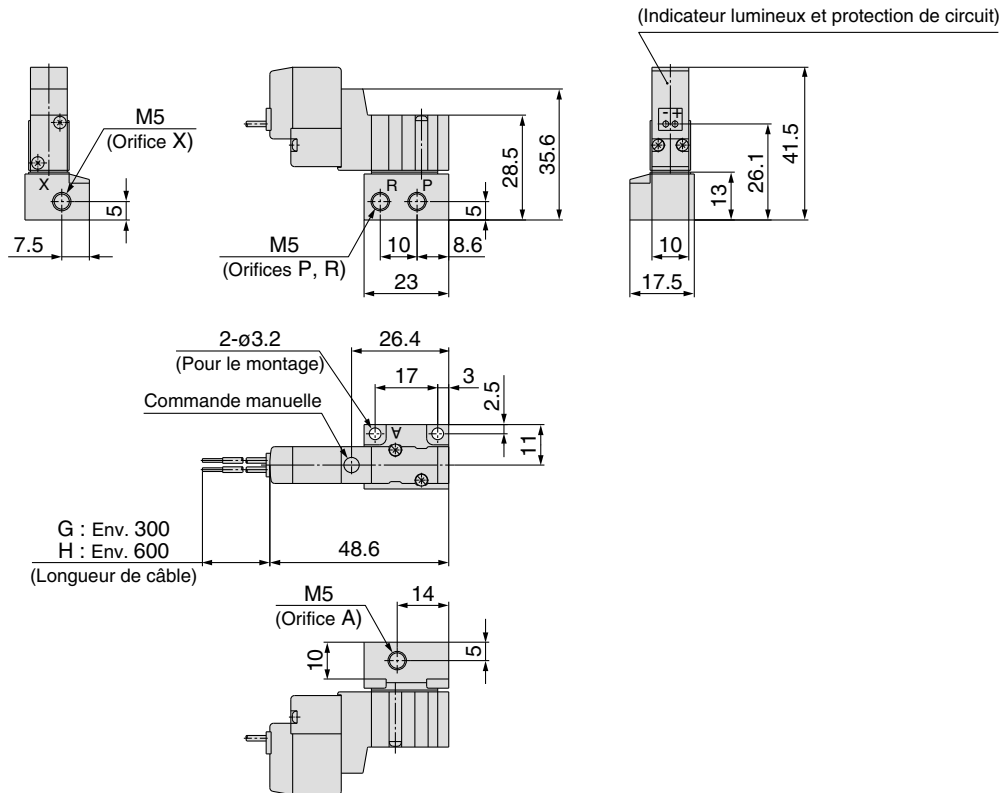 (Indicateur lumineux et protection de circuit)
M5
(Orifice X)
X
5
7.5
R P
M5
(Orifices P, R)
10
8.6
23
5
28.5
35.6
- +
13
26.1
41.5
10
17.5
2-ø3.2
(Pour le montage)
Commande manuelle
26.4
17
3
2.5
11
A
G : Env. 300
H : Env. 600
(Longueur de câble)
48.6
M5
(Orifice A)
14
10
5